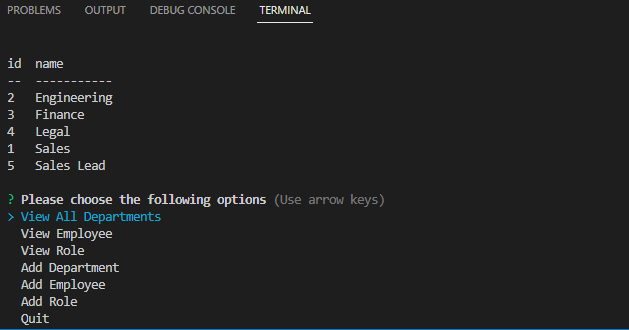 PROBLEMS OUTPUT DEBUG CONSOLE TERMINAL
id name
-- -----------
2 Engineering
3 Finance
4 Legal
1 Sales
5 Sales Lead
? Please choose the following options (Use arrow keys)
> View All Departments
View Employee
View Role
Add Department
Add Employee
Add Role
Quit